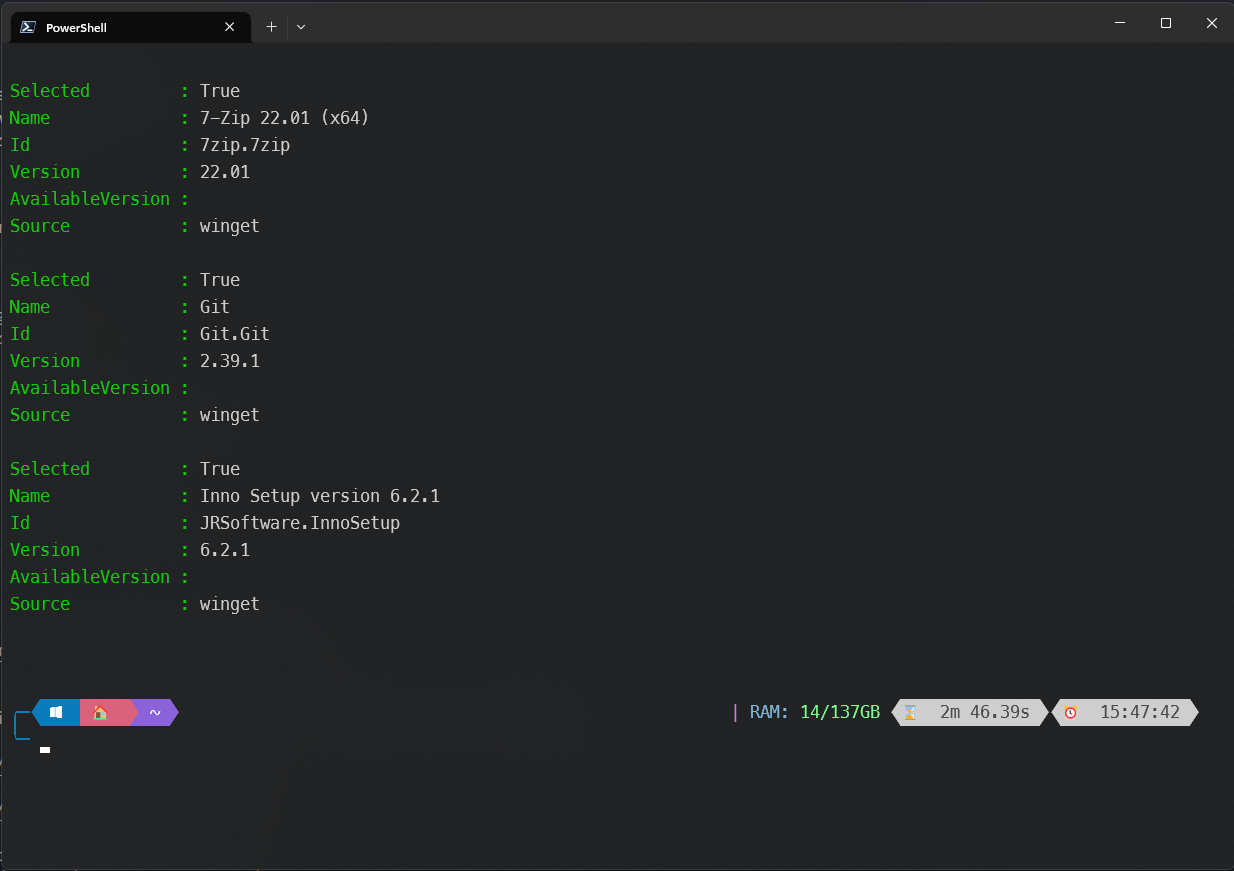 PowerShell
Selected : True
Name : 7-Zip 22.01 (x64)
Id : 7zip.7zip
Version : 22.01
AvailableVersion :
Source : winget
Selected : True
Name : Git
Id : Git.Git
Version : 2.39.1
AvailableVersion :
Source : winget
Selected : True
Name : Inno Setup version 6.2.1
Id : JRSoftware.InnoSetup
Version : 6.2.1
AvailableVersion :
Source : winget
~ | RAM: 14/137GB 2m 46.39s 15:47:42